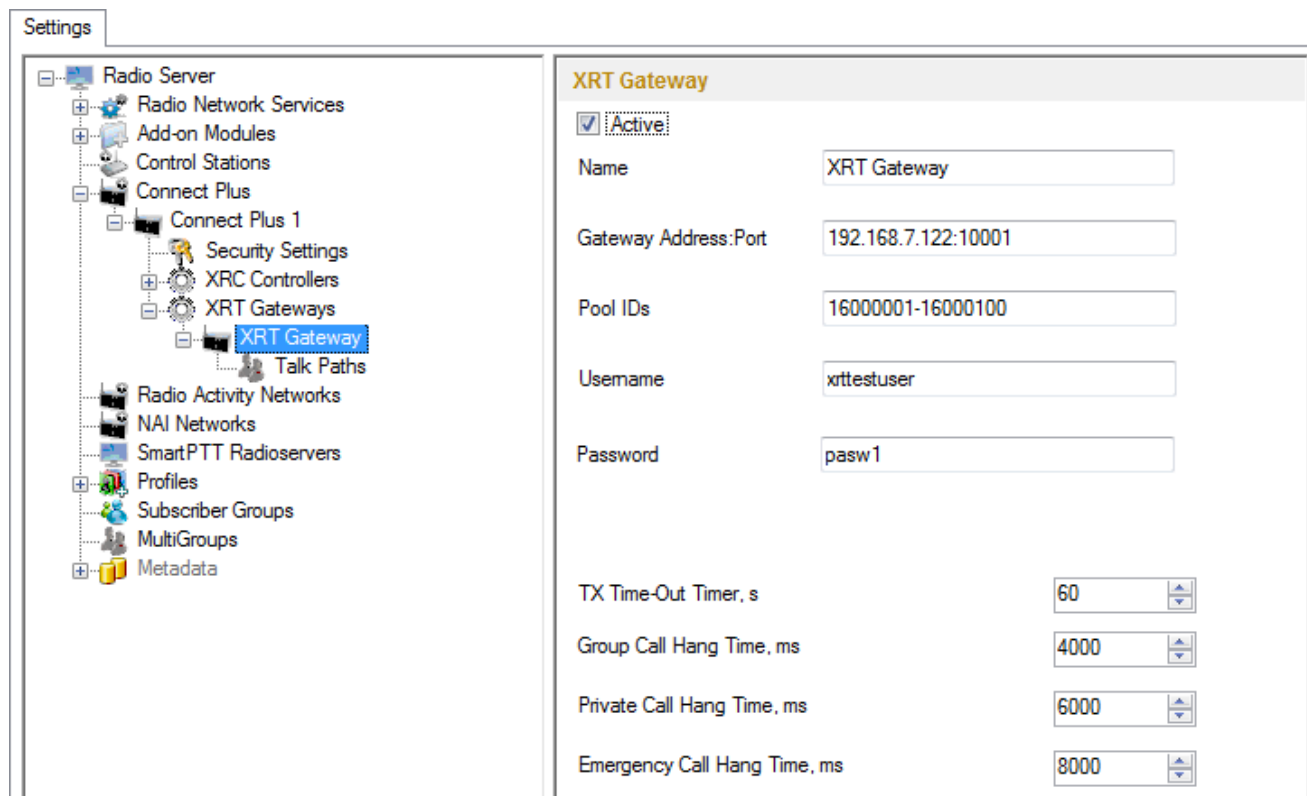 Settings
Radio Server
Radio Network Services
Add-on Modules
Control Stations
Connect Plus
Connect Plus 1
Security Settings
XRC Controllers
XRT Gateways
XRT Gateway
Talk Paths
Radio Activity Networks
NAI Networks
SmartPTT Radioservers
Profiles
Subscriber Groups
MultiGroups
Metadata
XRT Gateway
Active
Name XRT Gateway
Gateway Address:Port 192.168.7.122:10001
Pool IDs 16000001-16000100
Username xrttestuser
Password pasw1
TX Time-Out Timer, s 60
Group Call Hang Time, ms 4000
Private Call Hang Time, ms 6000
Emergency Call Hang Time, ms 8000